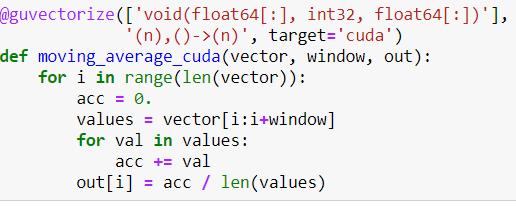 @guvectorize(['void(float64[:], int32, float64[:])'],
             '(n),()->(n)', target='cuda')
def moving_average_cuda(vector, window, out):
    for i in range(len(vector)):
        acc = 0.
        values = vector[i:i+window]
        for val in values:
            acc += val
        out[i] = acc / len(values)